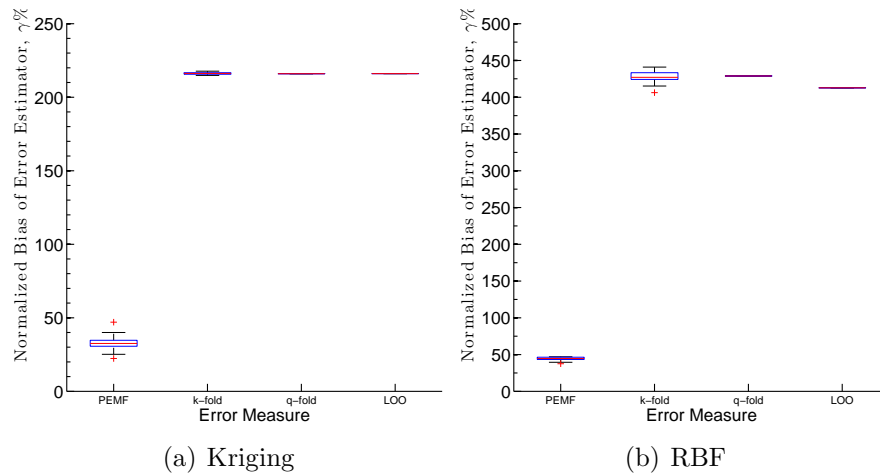 Normalized Bias of Error Estimator, γ%
250
200
150
100
50
0
PEMF k−fold q−fold LOO
Error Measure
(a) Kriging
Normalized Bias of Error Estimator, γ%
500
450
400
350
300
250
200
150
100
50
0
PEMF k−fold q−fold LOO
Error Measure
(b) RBF